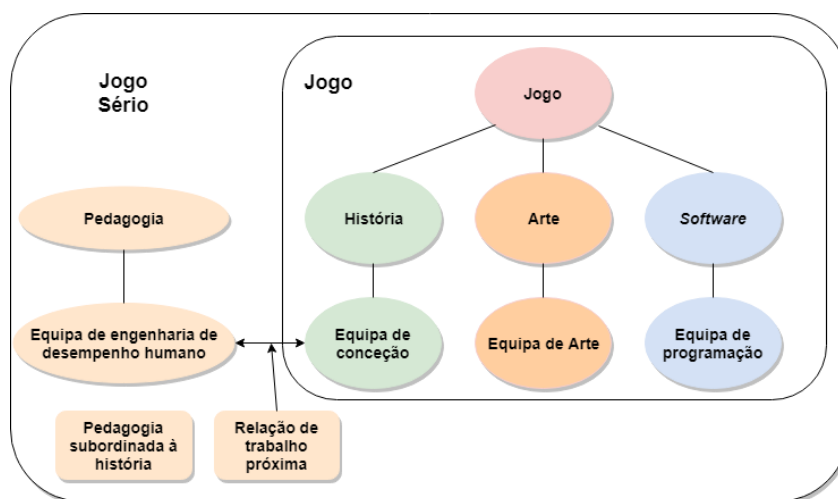 Jogo
Sério
Jogo
Jogo
Pedagogia
História
Arte
Software
Equipa de engenharia de
desempenho humano
Equipa de
conceção
Equipa de Arte
Equipa de
programação
Pedagogia
subordinada à
história
Relação de
trabalho
próxima